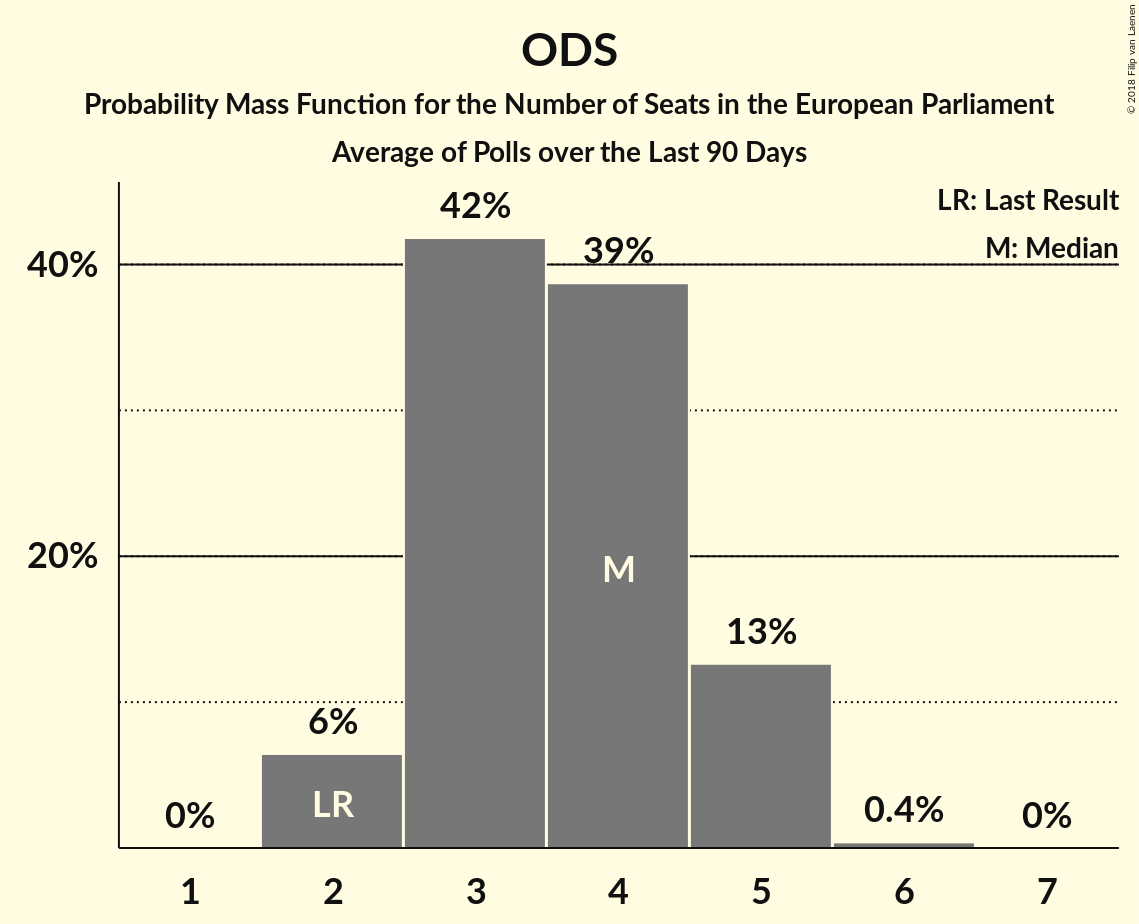 ODS
Probability Mass Function for the Number of Seats in the European Parliament
Average of Polls over the Last 90 Days
© 2018 Filip van Laenen
LR: Last Result
M: Median
42%
39%
40%
20%
M
13%
6%
LR
0%
0.4%
0%
1 2 3 4 5 6 7